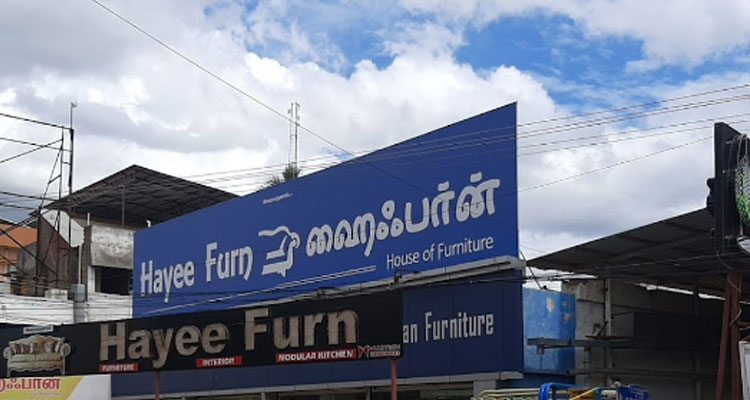 Hayee Furn ஹைஃபர்ன்
House of Furniture
an Furniture
Hayee Furn
FURNITURE INTERIOR MODULAR KITCHEN